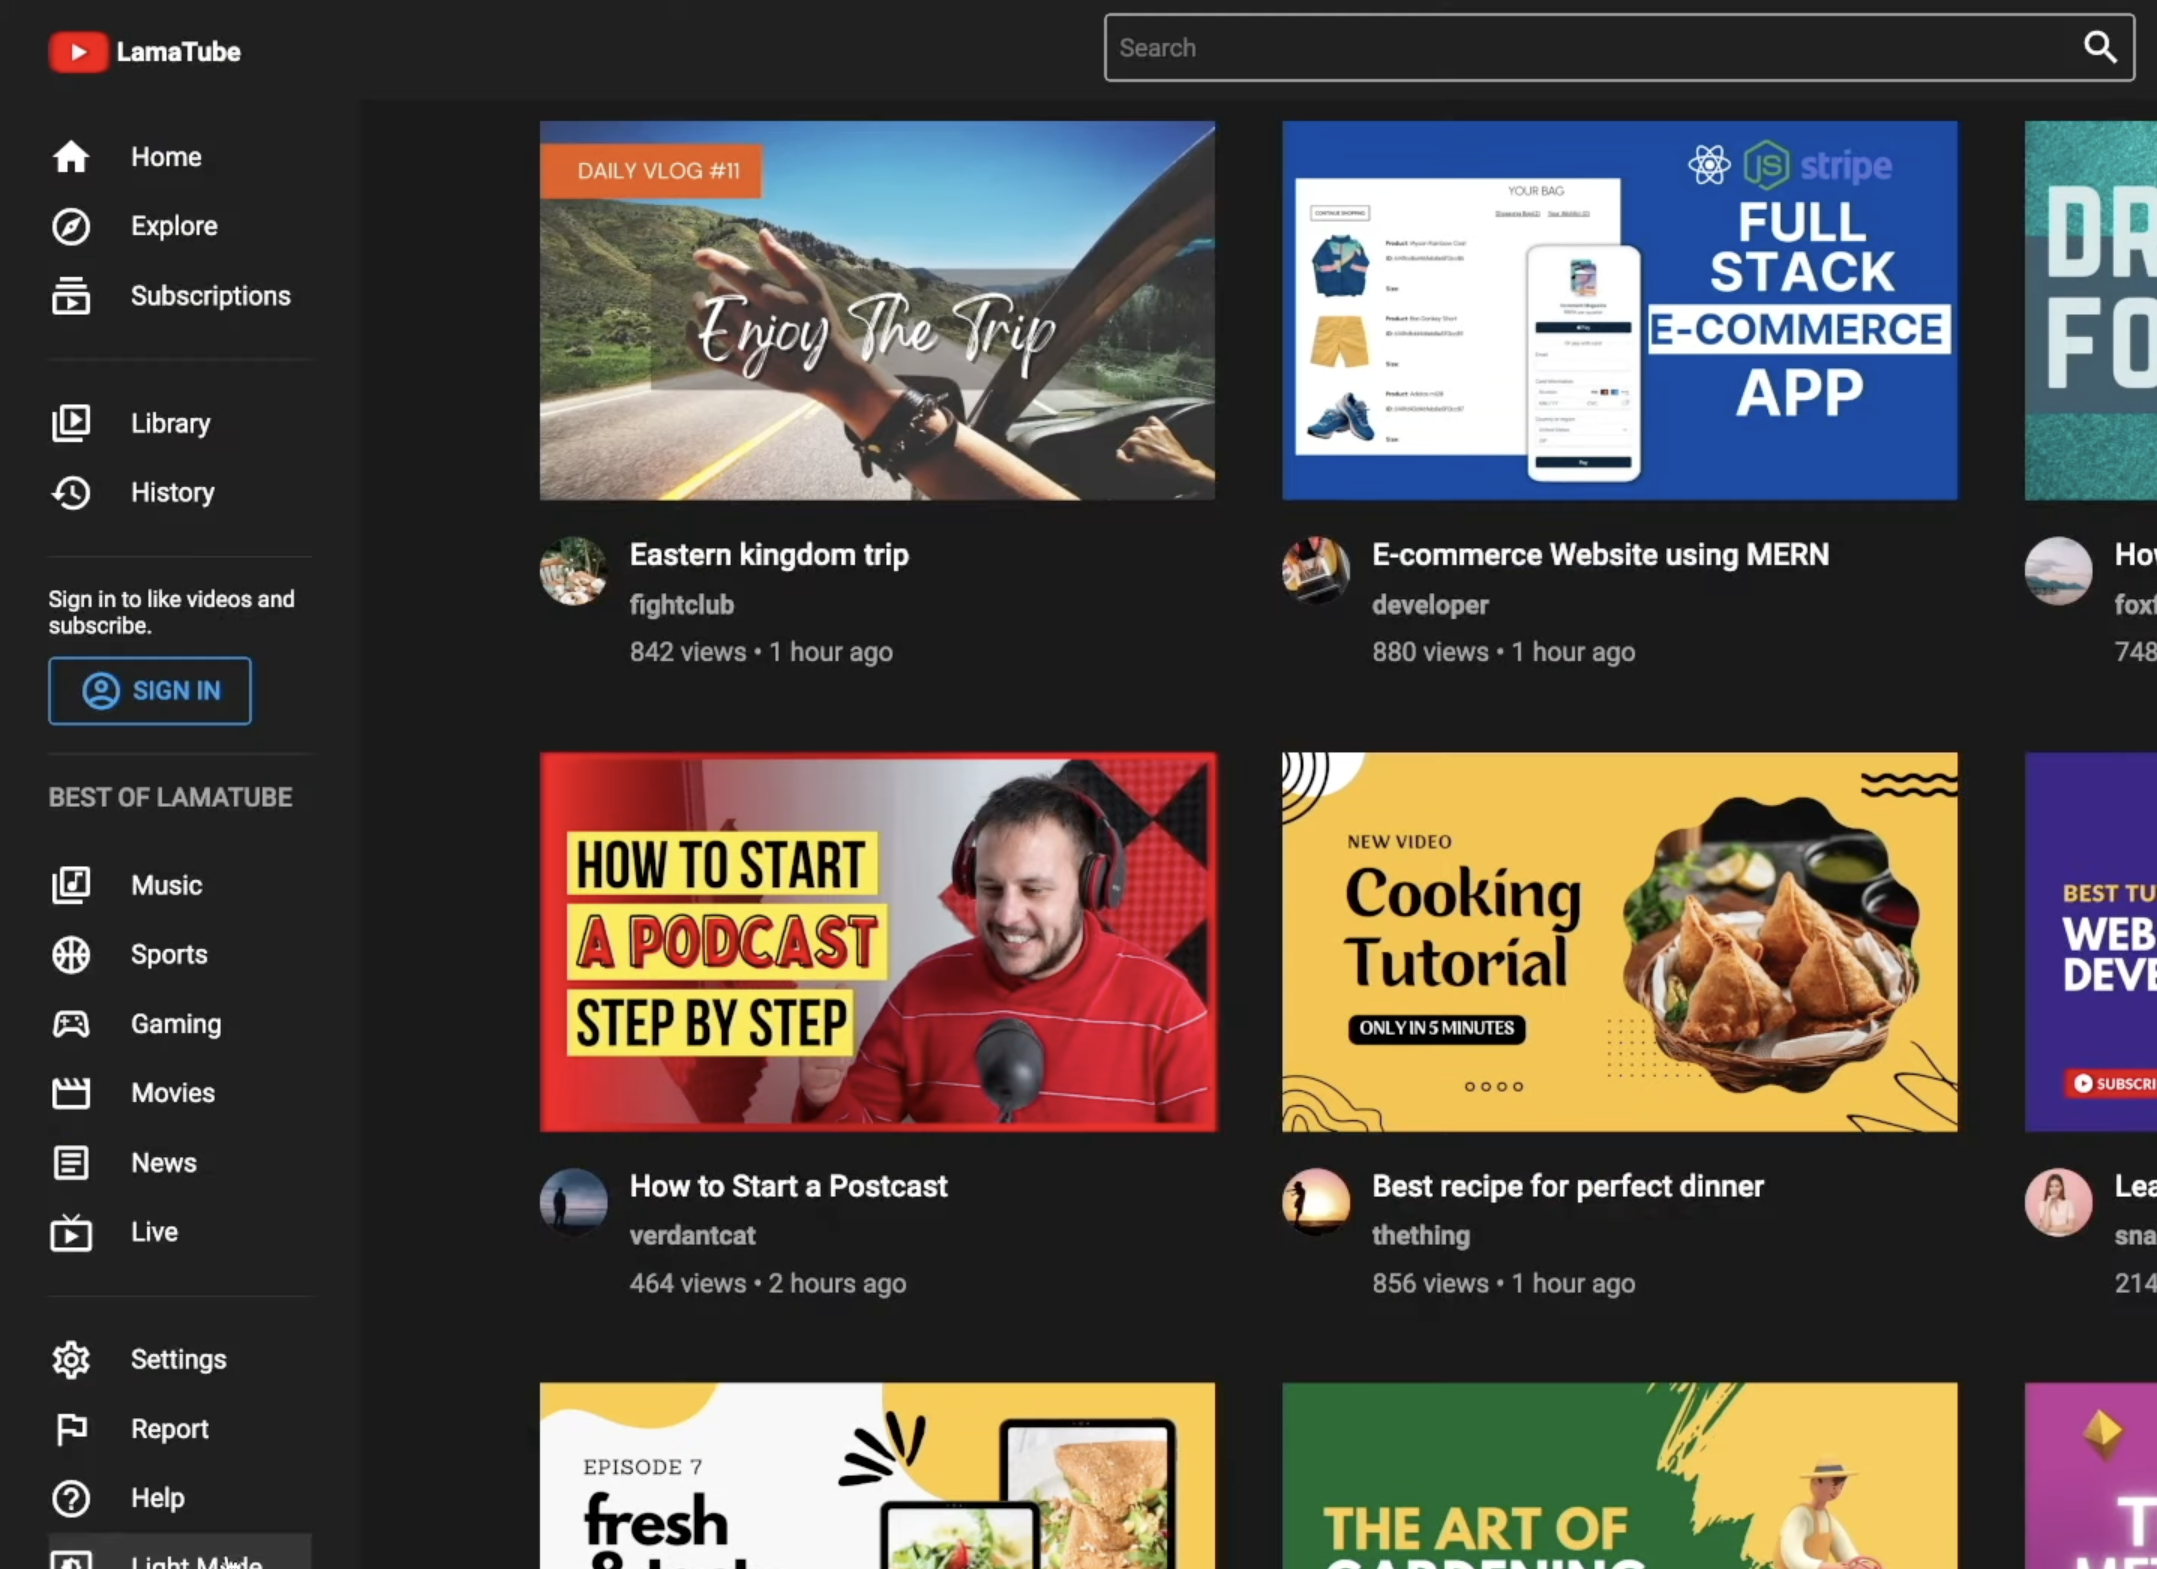 LamaTube
Search
Home
Explore
Subscriptions
Library
History
Sign in to like videos and
subscribe.
SIGN IN
BEST OF LAMATUBE
Music
Sports
Gaming
Movies
News
Live
Settings
Report
Help
Light Mode
DAILY VLOG #11
Enjoy The Trip
Eastern kingdom trip
fightclub
842 views • 1 hour ago
YOUR BAG
CONTINUE SHOPPING
JS stripe
FULL
STACK
E-COMMERCE
APP
E-commerce Website using MERN
developer
880 views • 1 hour ago
DR
FO
How
foxf
748
HOW TO START
A PODCAST
STEP BY STEP
How to Start a Postcast
verdantcat
464 views • 2 hours ago
NEW VIDEO
Cooking
Tutorial
ONLY IN 5 MINUTES
Best recipe for perfect dinner
thething
856 views • 1 hour ago
BEST TU
WEB
DEVE
SUBSCRI
Lea
sna
214
EPISODE 7
fresh
THE ART OF
GARDENING